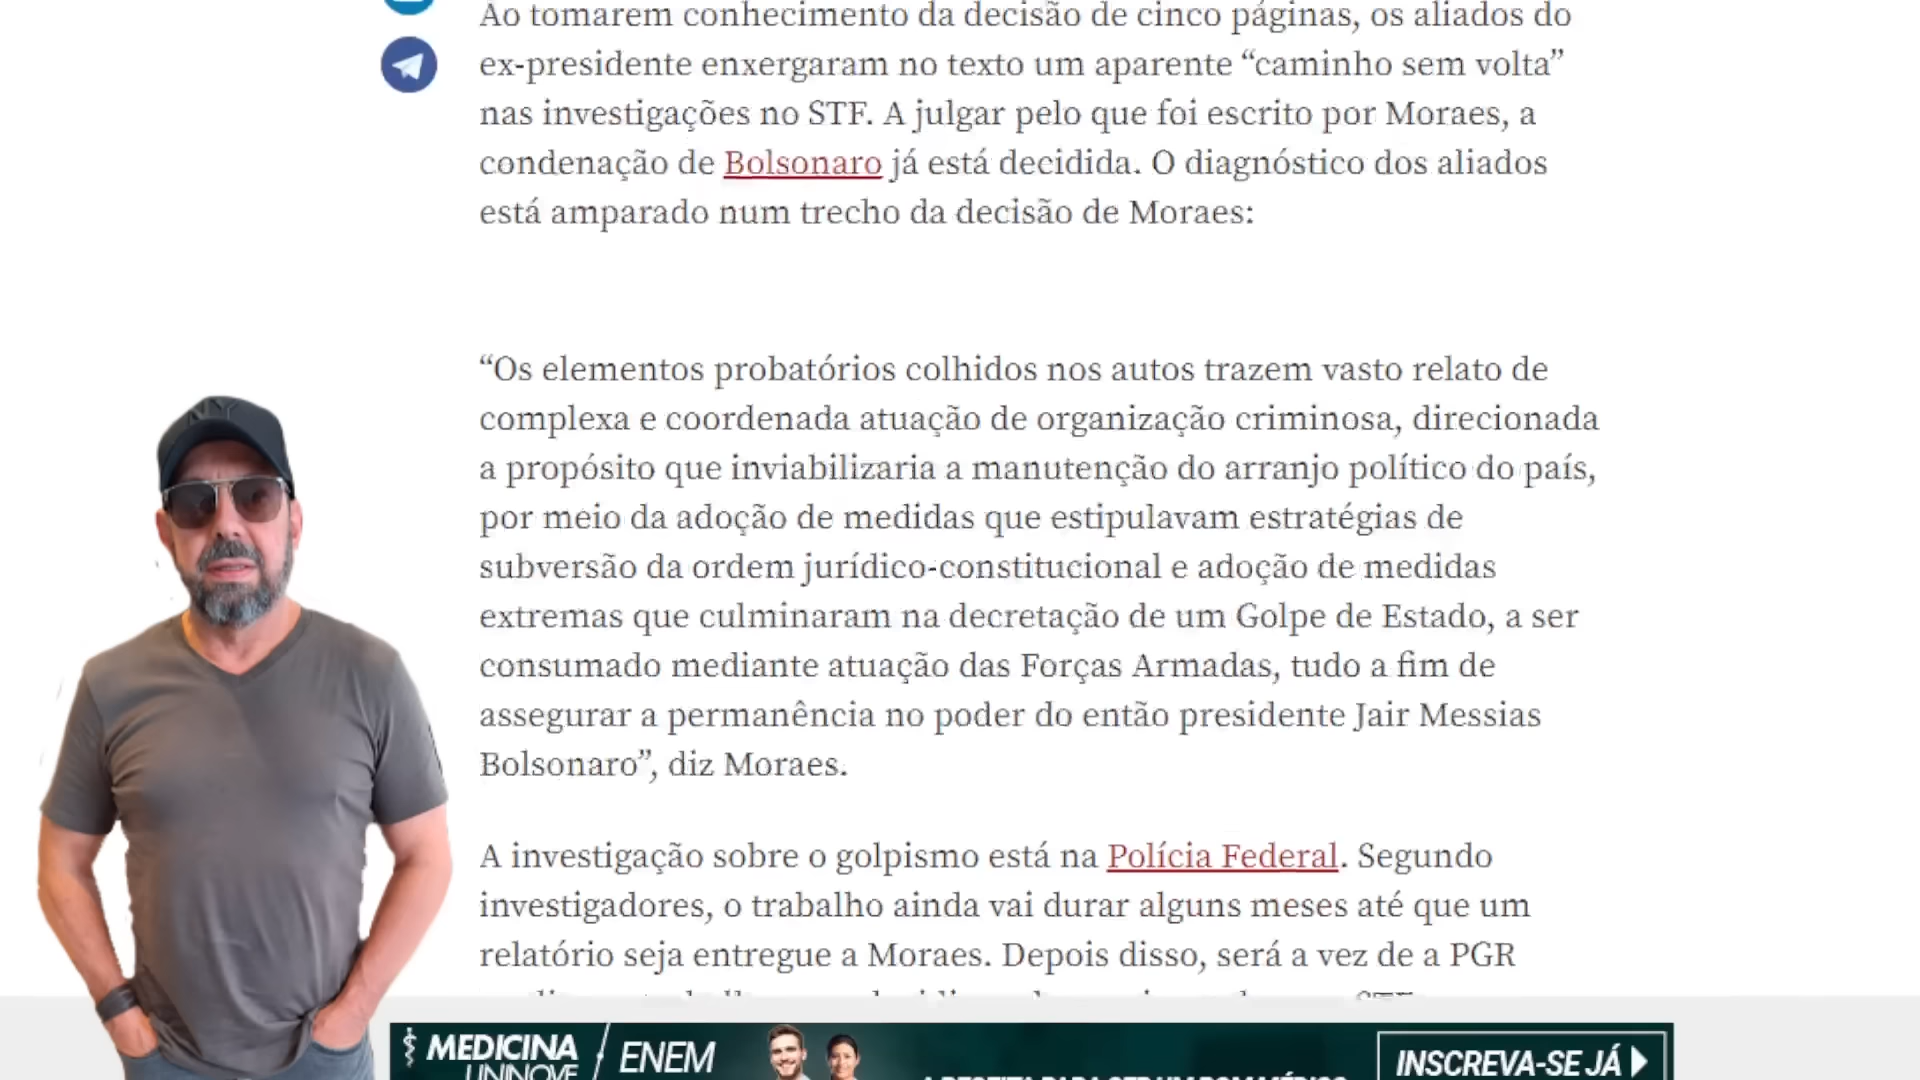 Ao tomarem conhecimento da decisão de cinco páginas, os aliados do
ex-presidente enxergaram no texto um aparente “caminho sem volta”
nas investigações no STF. A julgar pelo que foi escrito por Moraes, a
condenação de Bolsonaro já está decidida. O diagnóstico dos aliados
está amparado num trecho da decisão de Moraes:
“Os elementos probatórios colhidos nos autos trazem vasto relato de
complexa e coordenada atuação de organização criminosa, direcionada
a propósito que inviabilizaria a manutenção do arranjo político do país,
por meio da adoção de medidas que estipulavam estratégias de
subversão da ordem jurídico-constitucional e adoção de medidas
extremas que culminaram na decretação de um Golpe de Estado, a ser
consumado mediante atuação das Forças Armadas, tudo a fim de
assegurar a permanência no poder do então presidente Jair Messias
Bolsonaro”, diz Moraes.
A investigação sobre o golpismo está na Polícia Federal. Segundo
investigadores, o trabalho ainda vai durar alguns meses até que um
relatório seja entregue a Moraes. Depois disso, será a vez de a PGR
NY
MEDICINA
UNINOVE
ENEM
INSCREVA-SE JÁ